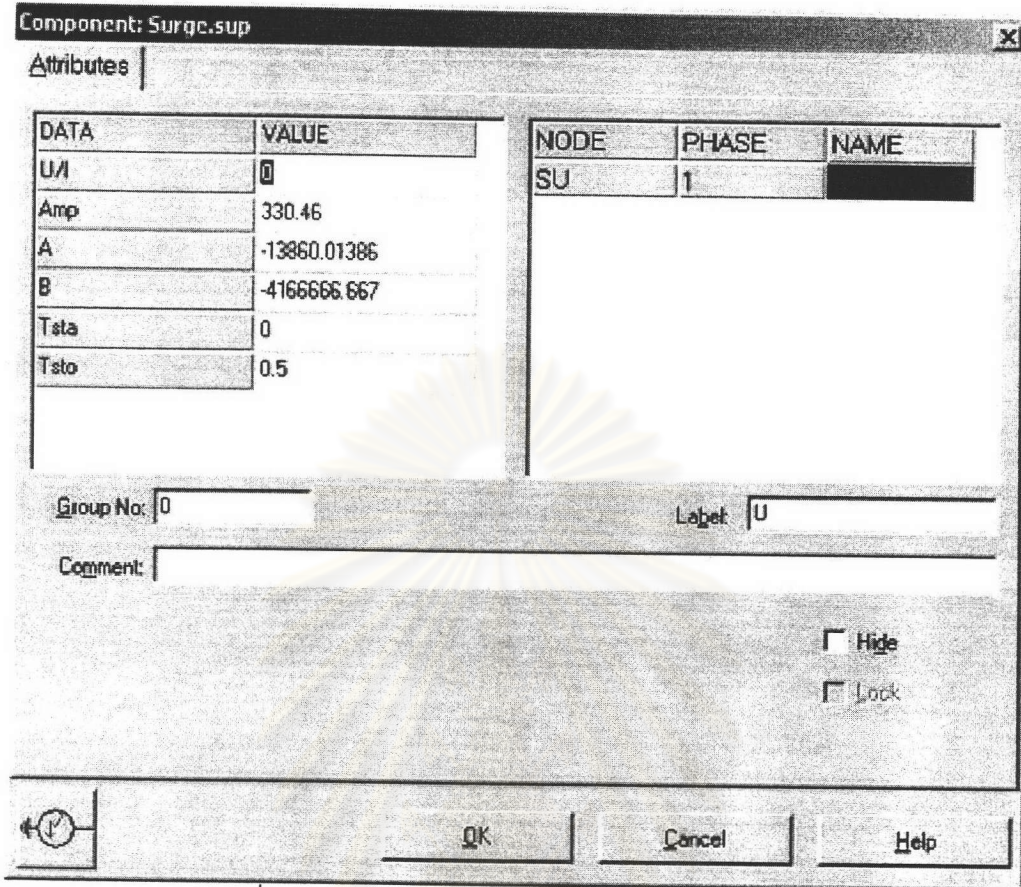 Component: Surge.sup
Attributes
DATA VALUE
U/I 0
Amp 330.46
A -13860.01386
B -4166666.667
Tsta 0
Tsto 0.5
NODE PHASE NAME
SU 1
Group No: 0
Label: U
Comment:
Hide
Lock
OK Cancel Help